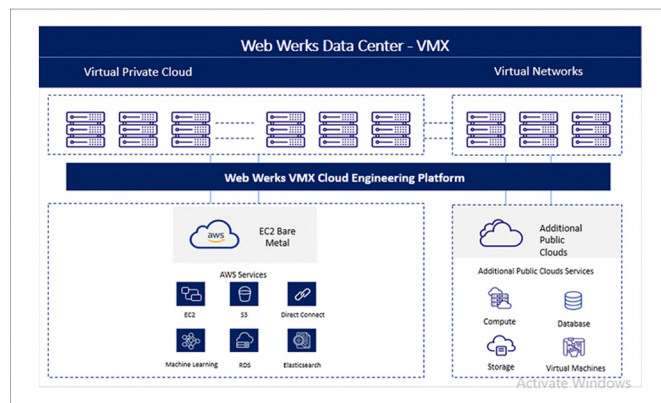 Web Werks Data Center - VMX
Virtual Private Cloud
Virtual Networks
Web Werks VMX Cloud Engineering Platform
aws
EC2 Bare
Metal
AWS Services
EC2
S3
Direct Connect
Machine Learning
RDS
Elasticsearch
Additional
Public
Clouds
Additional Public Clouds Services
Compute
Database
Storage
Virtual Machines
Activate Windows